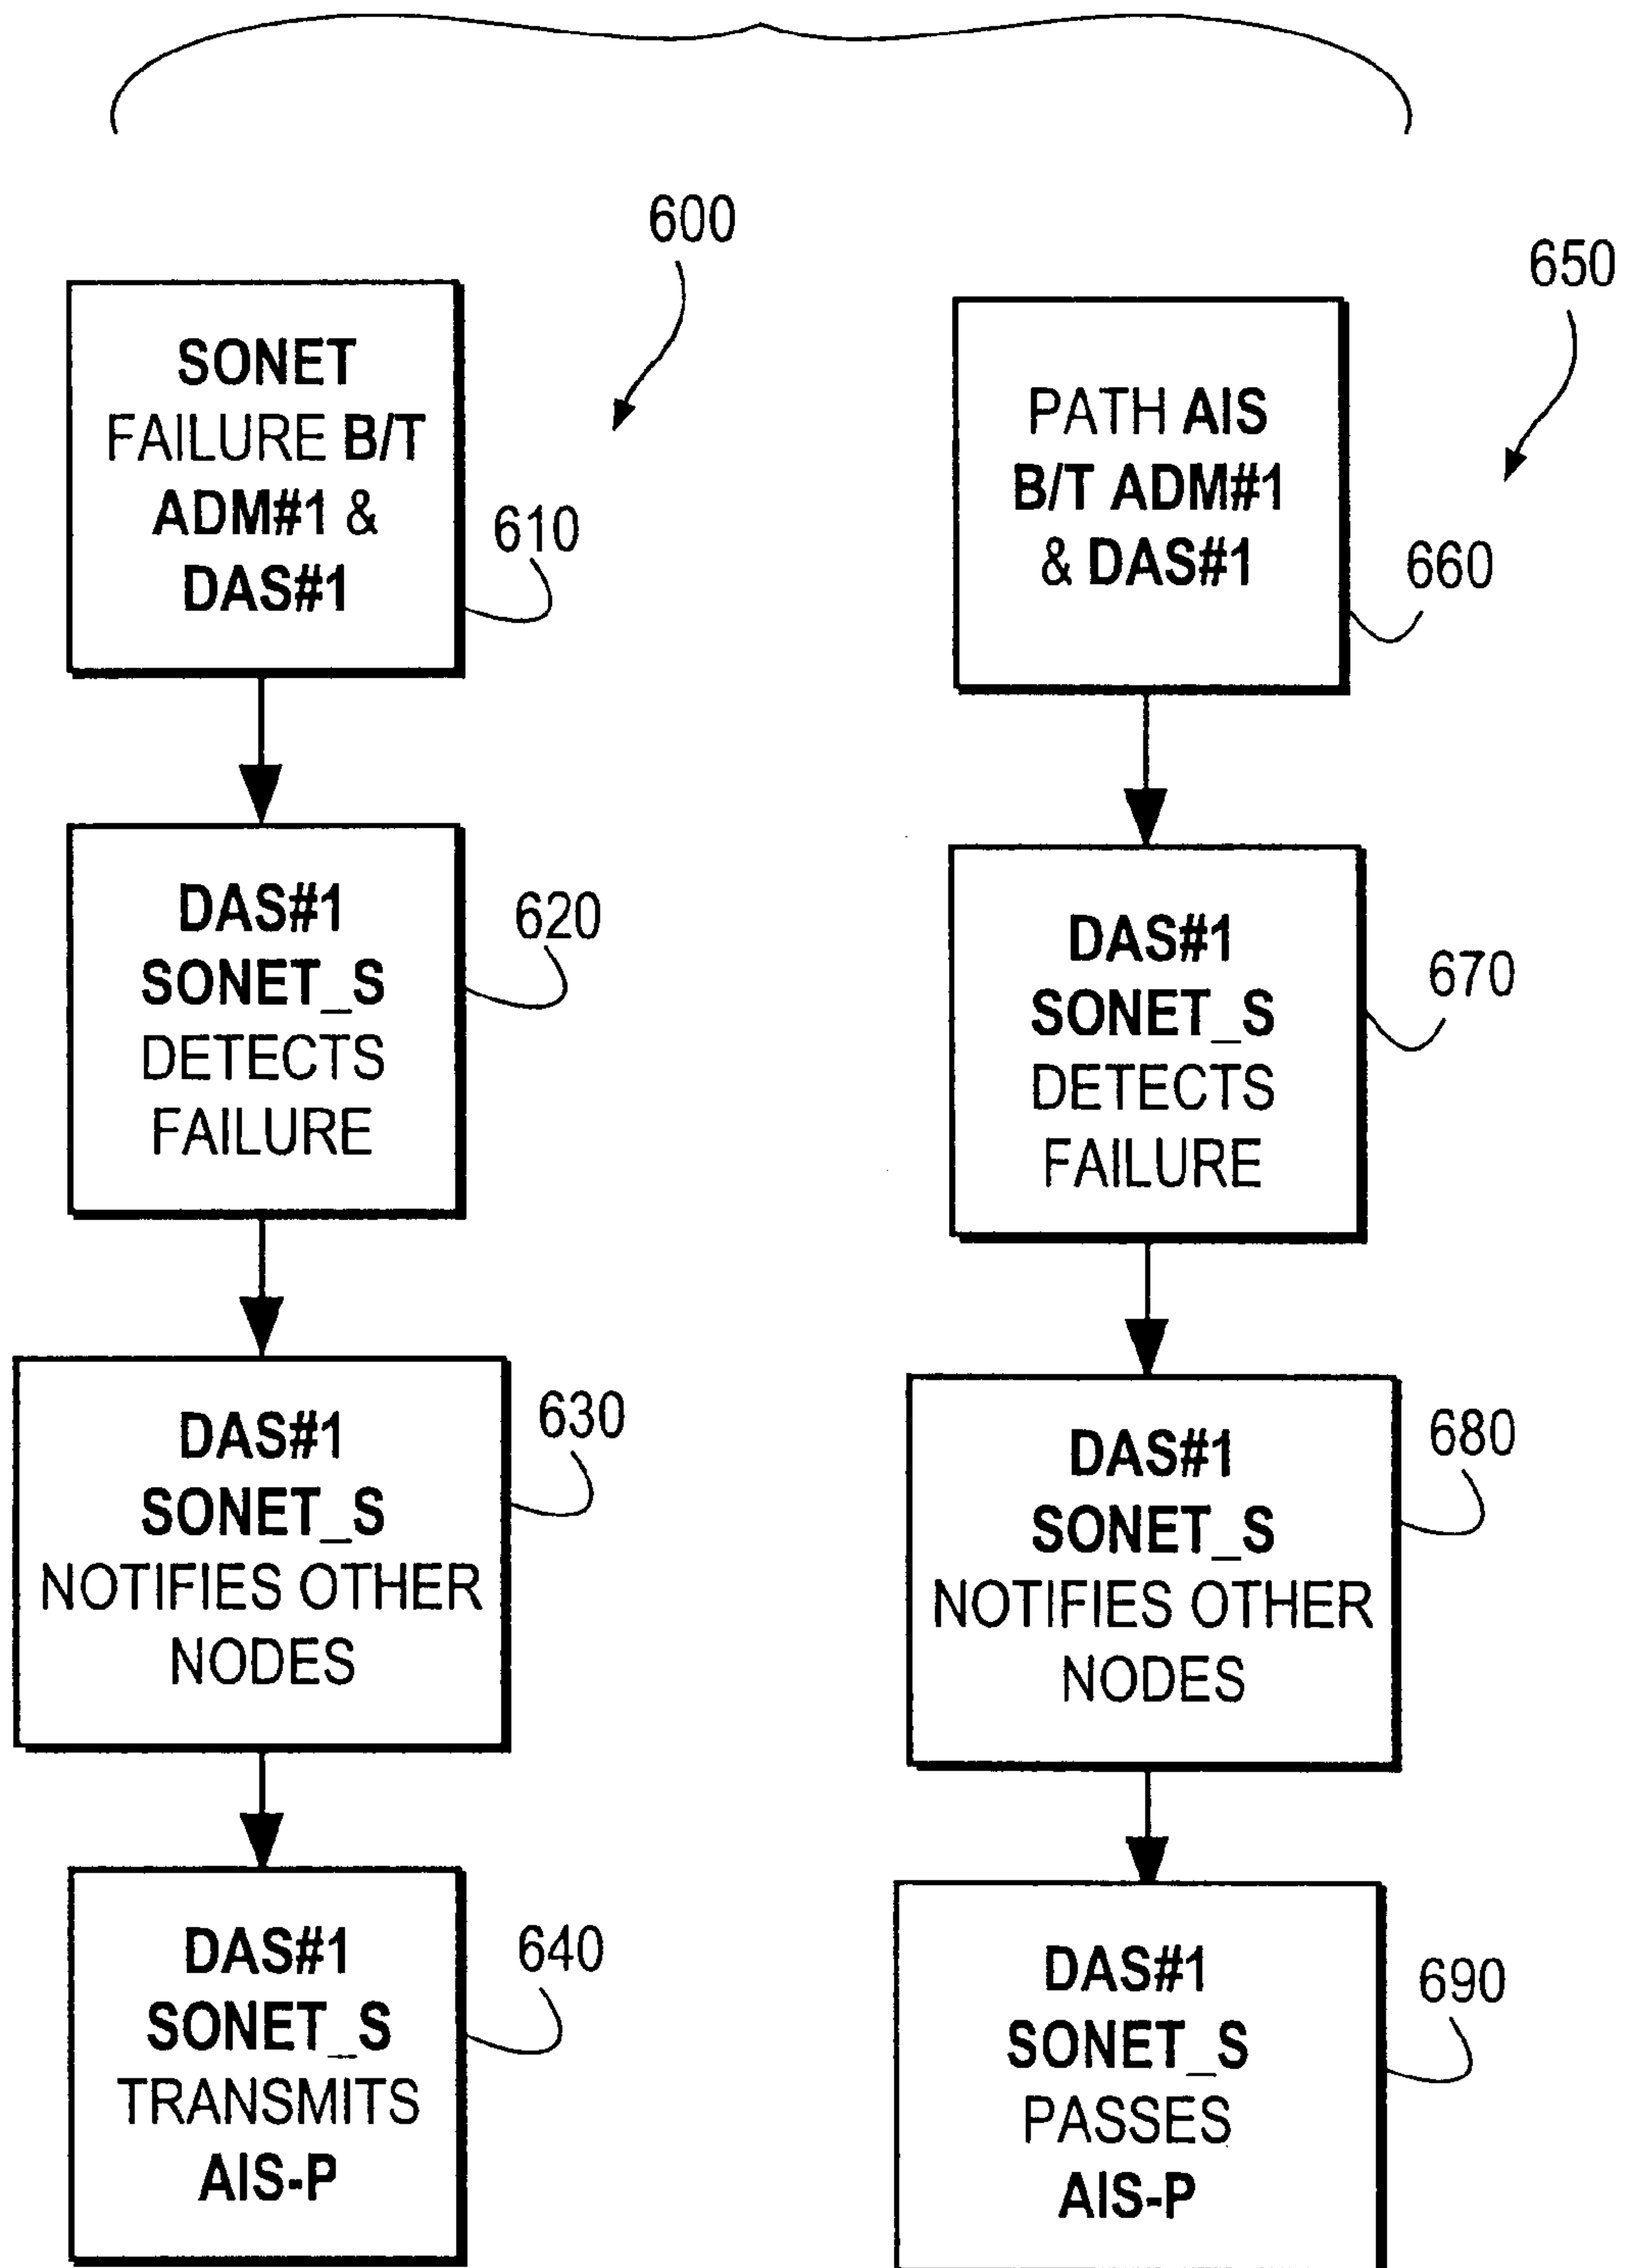 600
SONET
FAILURE B/T
ADM#1 &
DAS#1
610
DAS#1
SONET_S
DETECTS
FAILURE
620
DAS#1
SONET_S
NOTIFIES OTHER
NODES
630
DAS#1
SONET_S
TRANSMITS
AIS-P
640
650
PATH AIS
B/T ADM#1
& DAS#1
660
DAS#1
SONET_S
DETECTS
FAILURE
670
DAS#1
SONET_S
NOTIFIES OTHER
NODES
680
DAS#1
SONET_S
PASSES
AIS-P
690